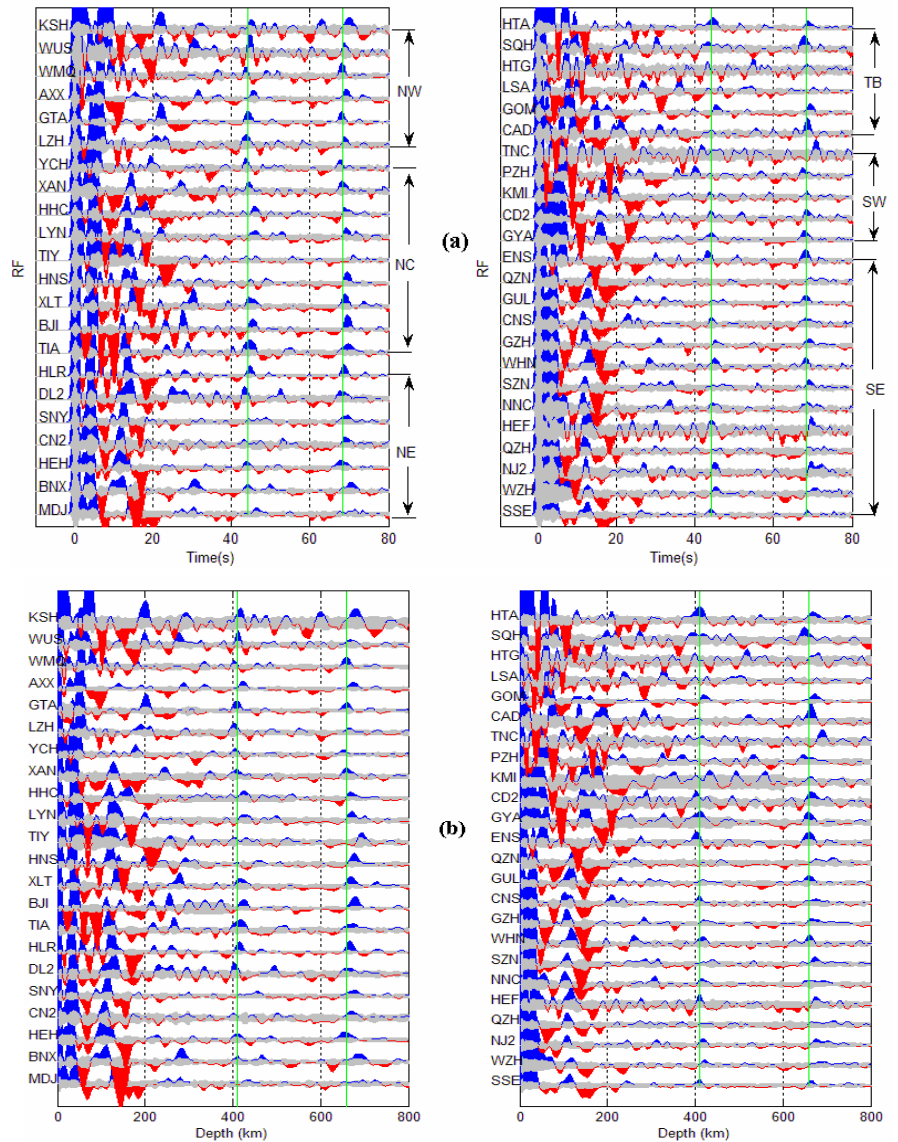 KSH
WUS
WMQ
AXX
GTA
LZH
YCH
XAN
HHC
LYN
TIY
HNS
XLT
BJI
TIA
HLR
DL2
SNY
CN2
HEH
BNX
MDJ
RF
NW
NC
NE
0 20 40 60 80
Time(s)
(a)
HTA
SQH
HTG
LSA
GOM
CAD
TNC
PZH
KMI
CD2
GYA
ENS
QZN
GUL
CNS
GZH
WHN
SZN
NNC
HEF
QZH
NJ2
WZH
SSE
RF
TB
SW
SE
0 20 40 60 80
Time(s)
KSH
WUS
WMQ
AXX
GTA
LZH
YCH
XAN
HHC
LYN
TIY
HNS
XLT
BJI
TIA
HLR
DL2
SNY
CN2
HEH
BNX
MDJ
0 200 400 600 800
Depth (km)
(b)
HTA
SQH
HTG
LSA
GOM
CAD
TNC
PZH
KMI
CD2
GYA
ENS
QZN
GUL
CNS
GZH
WHN
SZN
NNC
HEF
QZH
NJ2
WZH
SSE
0 200 400 600 800
Depth (km)